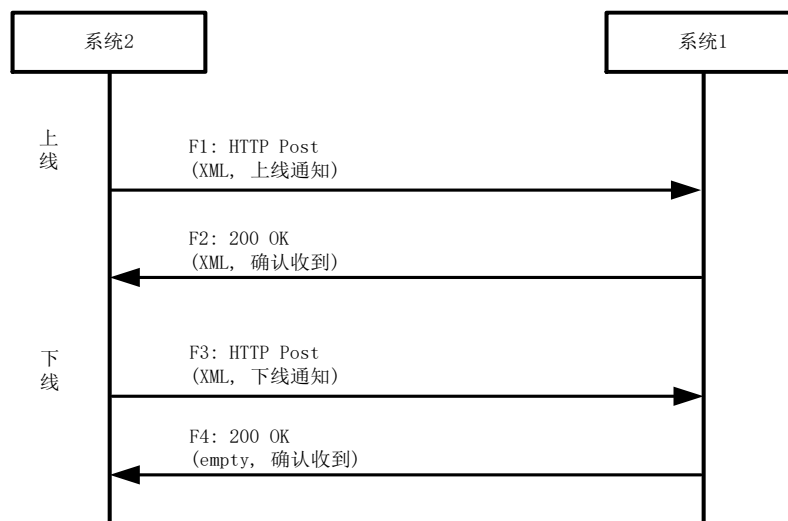 系统2
系统1
上
线
F1: HTTP Post
(XML, 上线通知)
F2: 200 OK
(XML, 确认收到)
下
线
F3: HTTP Post
(XML, 下线通知)
F4: 200 OK
(empty, 确认收到)